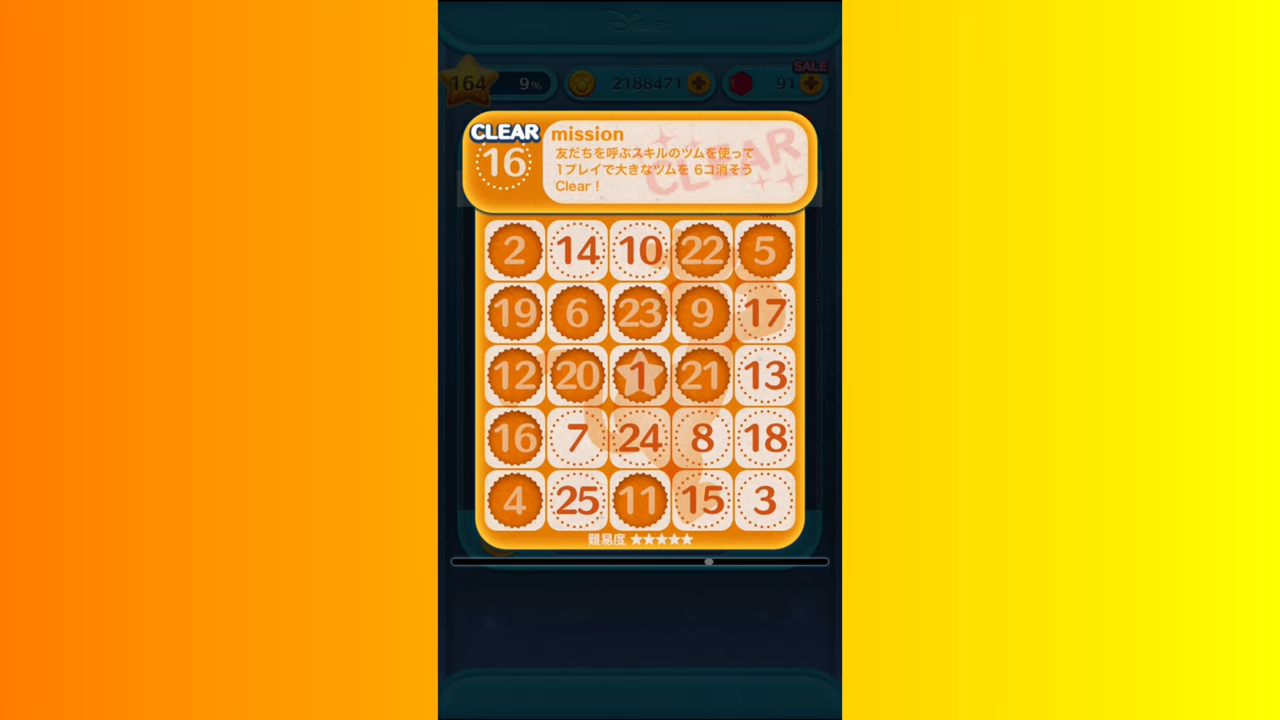 Disney
164 9% 2188471 91 SALE
CLEAR mission
16
友だちを呼ぶスキルのツムを使って
1プレイで大きなツムを 6コ消そう
Clear!
CLEAR
2 14 10 22 5
19 6 23 9 17
12 20 1 21 13
16 7 24 8 18
4 25 11 15 3
難易度 ★★★★★